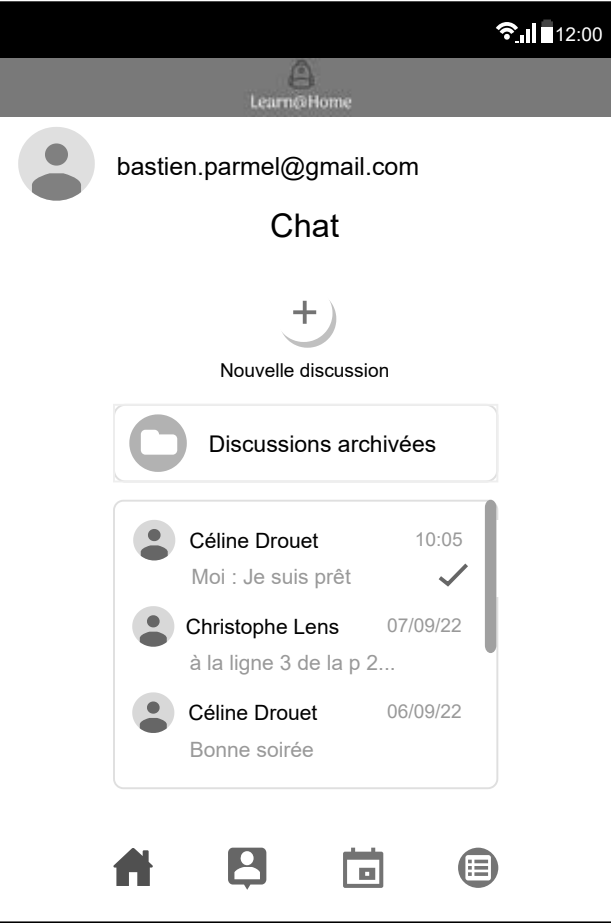 12:00
Learn@Home
bastien.parmel@gmail.com
Chat
Nouvelle discussion
Discussions archivées
Céline Drouet 10:05
Moi : Je suis prêt
Christophe Lens 07/09/22
à la ligne 3 de la p 2...
Céline Drouet 06/09/22
Bonne soirée